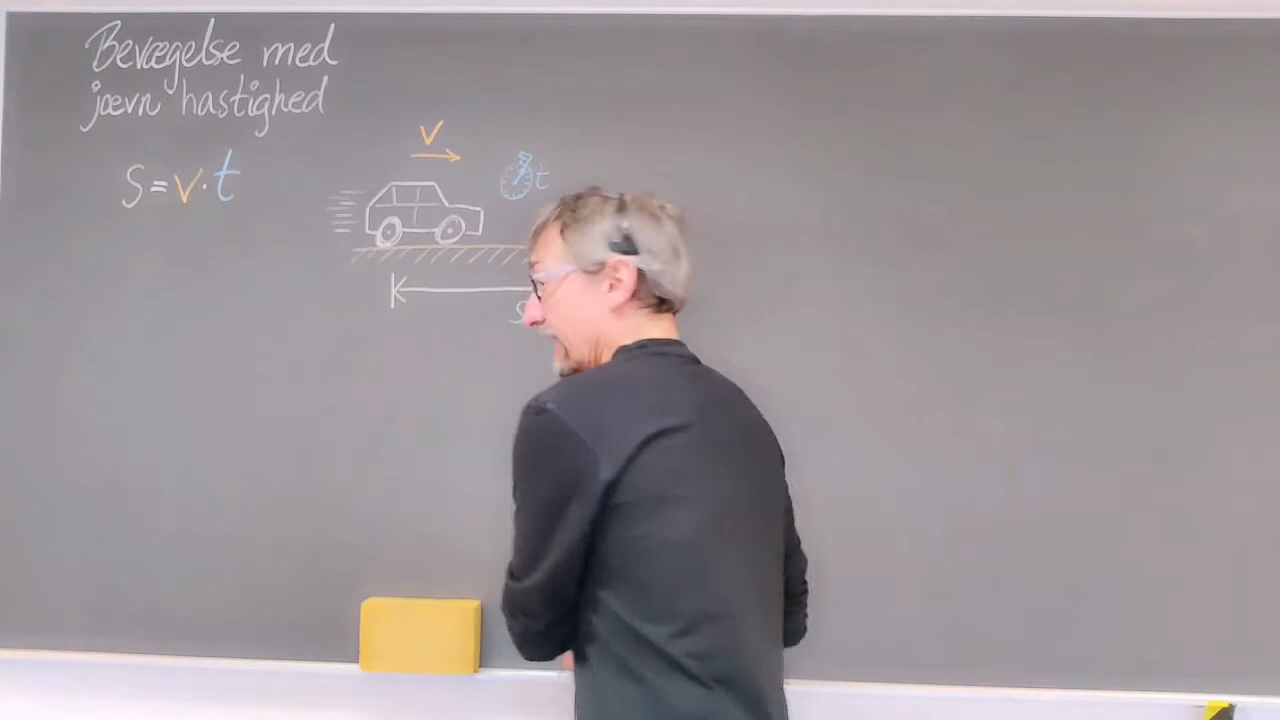 Bevægelse med
jævn hastighed
v
s = v · t
t
s